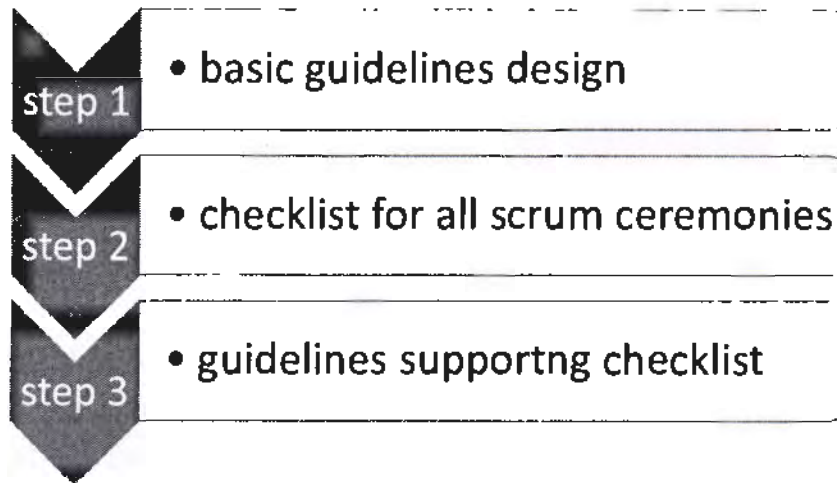 step 1
• basic guidelines design
step 2
• checklist for all scrum ceremonies
step 3
• guidelines supportng checklist